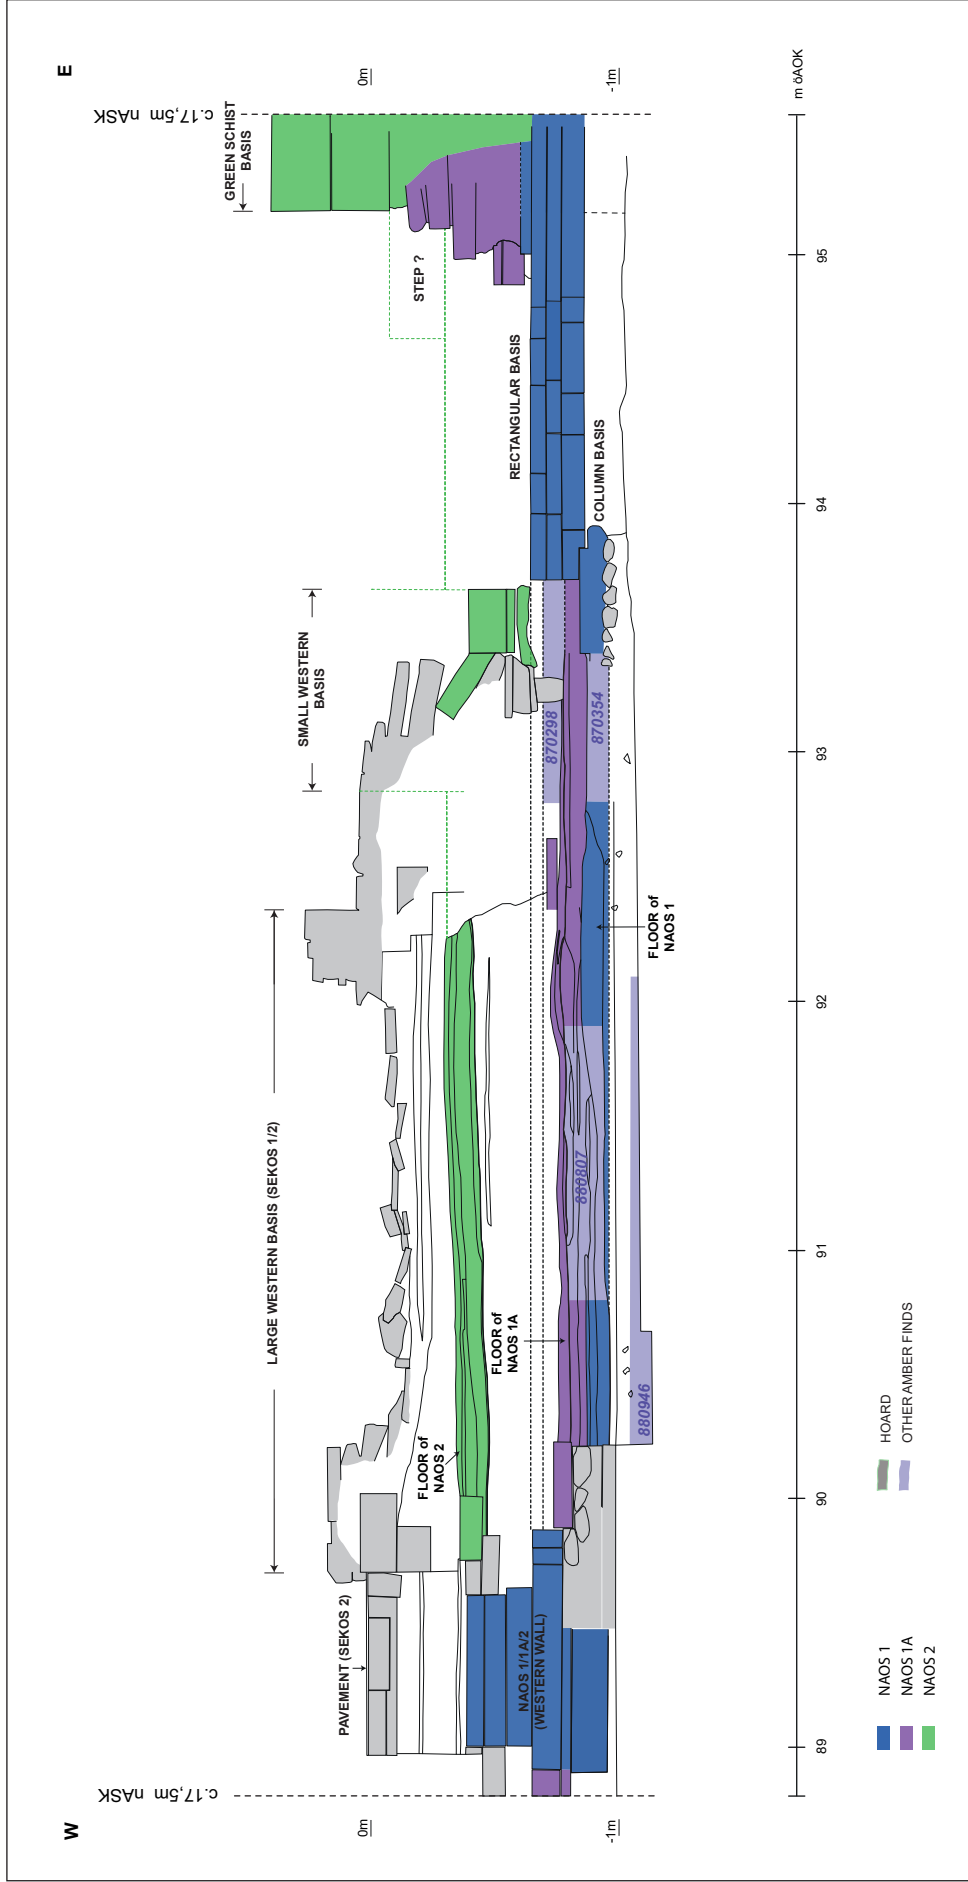 W
E
c.17,5m nASK
c.17,5m nASK
0m
0m
-1m
-1m
GREEN SCHIST
BASIS
STEP ?
SMALL WESTERN
BASIS
LARGE WESTERN BASIS (SEKOS 1/2)
PAVEMENT (SEKOS 2)
RECTANGULAR BASIS
COLUMN BASIS
FLOOR of
NAOS 2
FLOOR of
NAOS 1A
FLOOR of
NAOS 1
NAOS 1/1A/2
(WESTERN WALL)
870298
870354
880807
880946
m öAOK
89
90
91
92
93
94
95
NAOS 1
NAOS 1A
NAOS 2
HOARD
OTHER AMBER FINDS